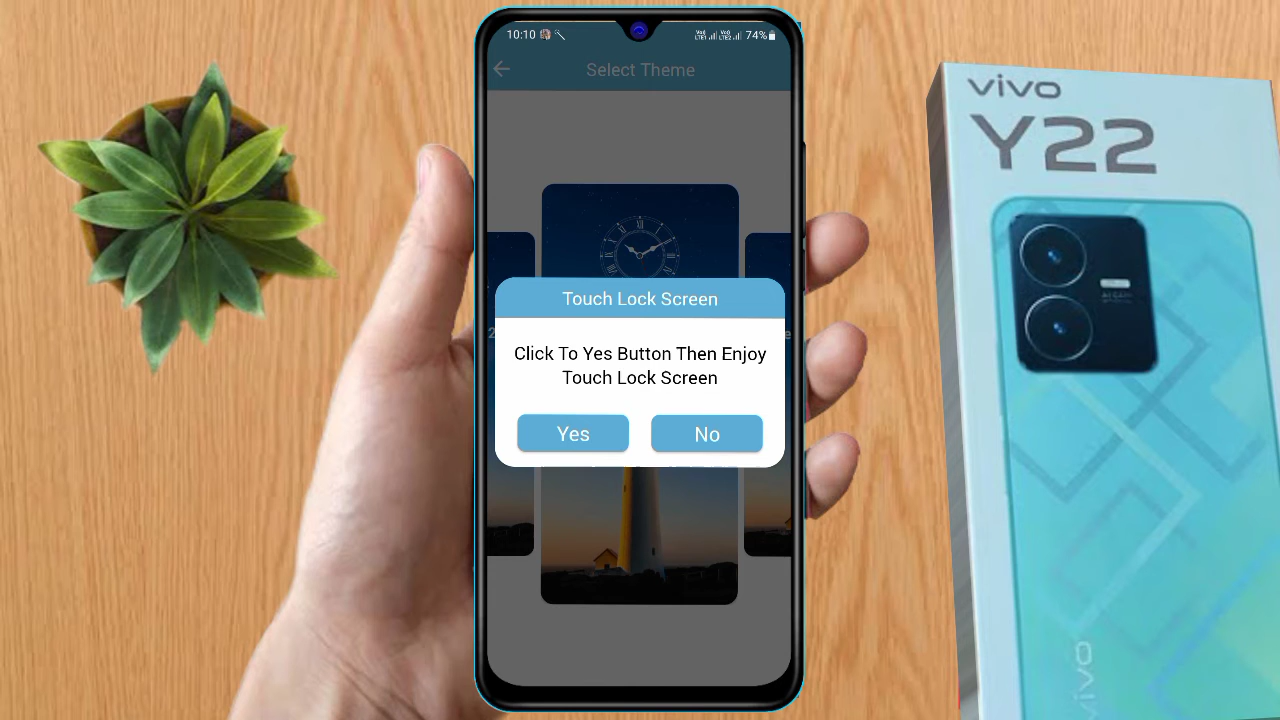 10:10
74%
Select Theme
Touch Lock Screen
Click To Yes Button Then Enjoy
Touch Lock Screen
Yes
No
vivo
Y22
vivo